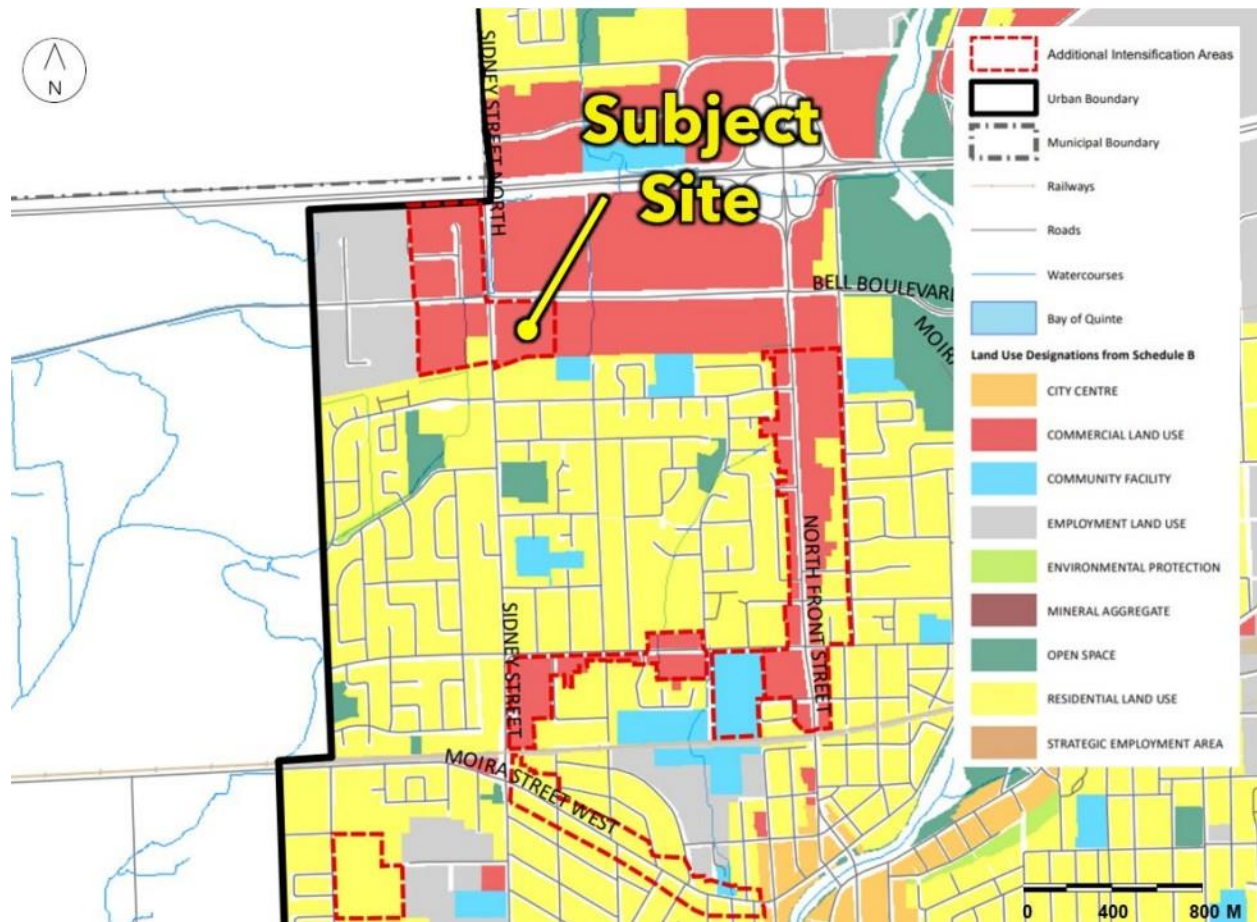 N
SIDNEY STREET NORTH
Subject
Site
BELL BOULEVARD
MOIRA
NORTH FRONT STREET
SIDNEY STREET
MOIRA STREET WEST
Additional Intensification Areas
Urban Boundary
Municipal Boundary
Railways
Roads
Watercourses
Bay of Quinte
Land Use Designations from Schedule B
CITY CENTRE
COMMERCIAL LAND USE
COMMUNITY FACILITY
EMPLOYMENT LAND USE
ENVIRONMENTAL PROTECTION
MINERAL AGGREGATE
OPEN SPACE
RESIDENTIAL LAND USE
STRATEGIC EMPLOYMENT AREA
0 400 800 M